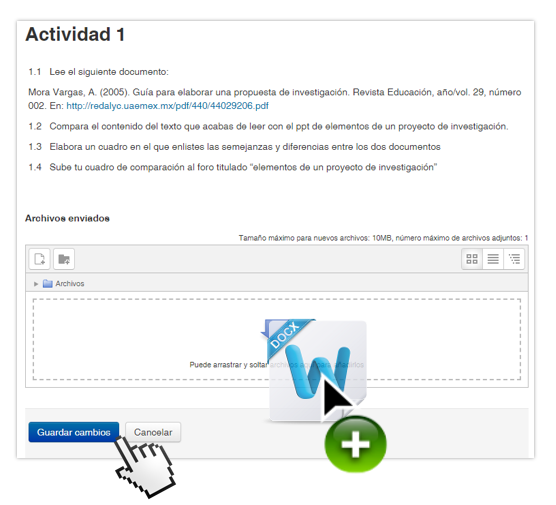 Actividad 1
1.1 Lee el siguiente documento:
Mora Vargas, A. (2005). Guía para elaborar una propuesta de investigación. Revista Educación, año/vol. 29, número
002. En: http://redalyc.uaemex.mx/pdf/440/44029206.pdf
1.2 Compara el contenido del texto que acabas de leer con el ppt de elementos de un proyecto de investigación.
1.3 Elabora un cuadro en el que enlistes las semejanzas y diferencias entre los dos documentos
1.4 Sube tu cuadro de comparación al foro titulado “elementos de un proyecto de investigación”
Archivos enviados
Tamaño máximo para nuevos archivos: 10MB, número máximo de archivos adjuntos: 1
Archivos
DOCX
W
Puede arrastrar y soltar archivos aquí para añadirlos
Guardar cambios Cancelar